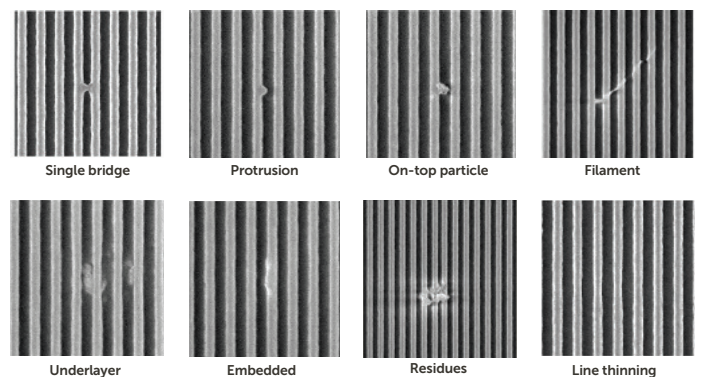 Single bridge
Protrusion
On-top particle
Filament
Underlayer
Embedded
Residues
Line thinning